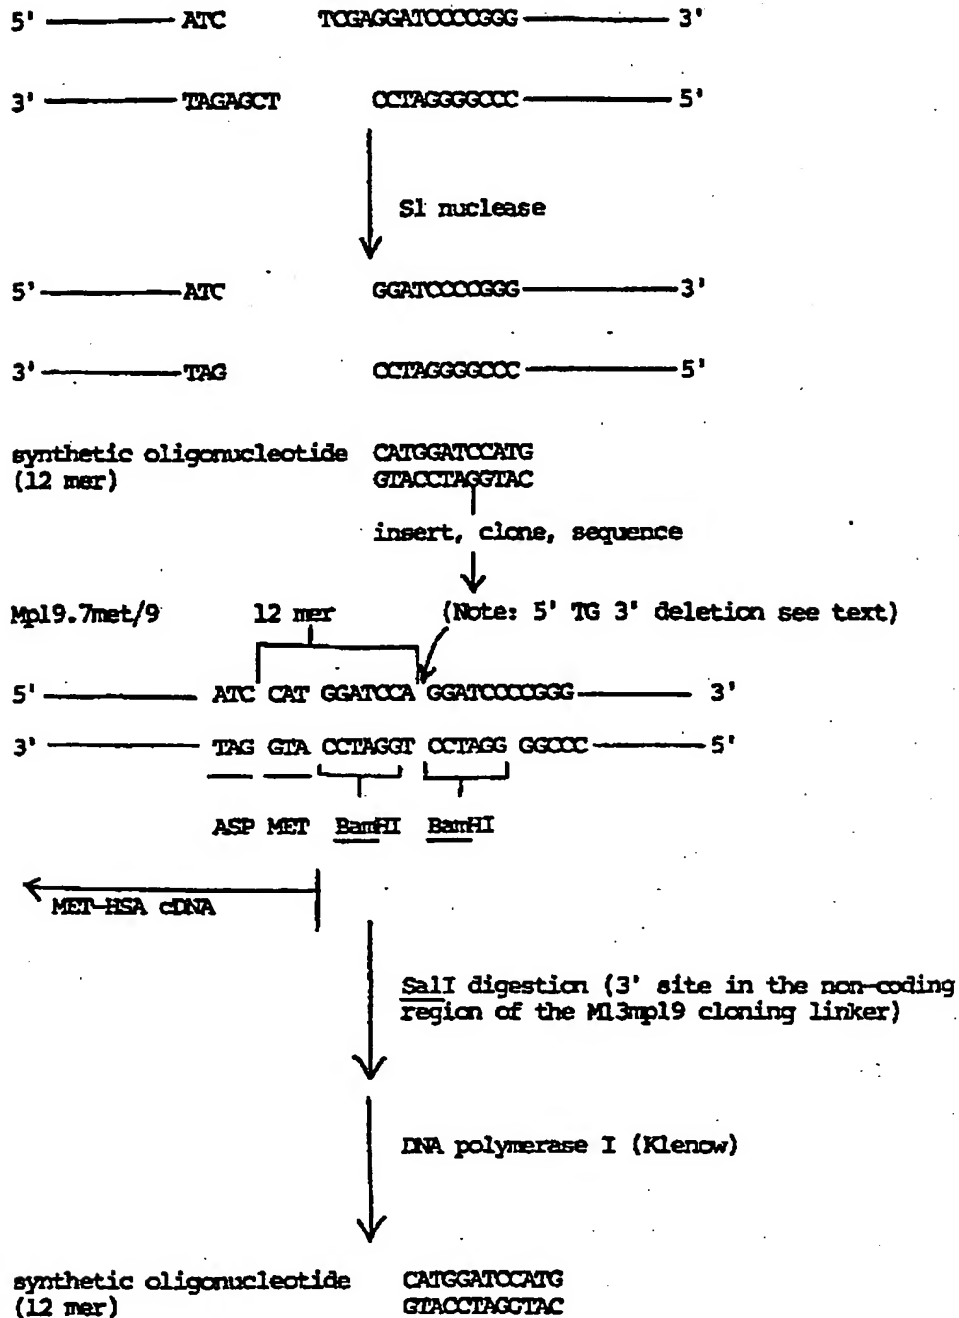 5' ATC TCGAGGATCCCCGGG 3'
3' TAGAGCT CCTAGGGGCCC 5'
S1 nuclease
5' ATC GGATCCCCGGG 3'
3' TAG CCTAGGGGCCC 5'
synthetic oligonucleotide CATGGATCCATG
(12 mer) GTACCTAGGTAC
insert, clone, sequence
Mp19.7met/9 12 mer (Note: 5' TG 3' deletion see text)
5' ATC CAT GGATCCA GGATCCCCGGG 3'
3' TAG GTA CCTAGGT CCTAGG GGCCC 5'
ASP MET BamHI BamHI
MET-HSA cDNA
SalI digestion (3' site in the non-coding
region of the M13mp19 cloning linker)
DNA polymerase I (Klenow)
synthetic oligonucleotide CATGGATCCATG
(12 mer) GTACCTAGGTAC